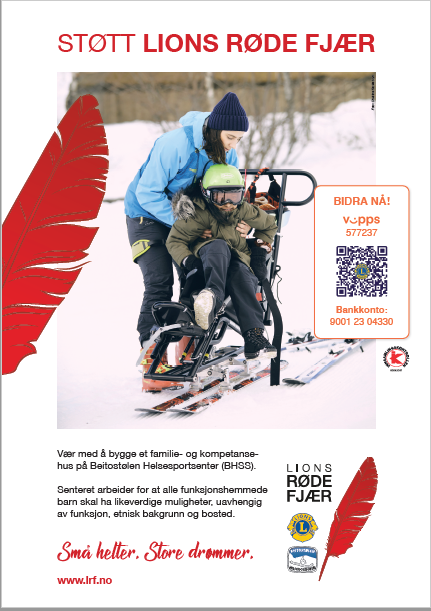 STØTT LIONS RØDE FJÆR
BIDRA NÅ!
vipps
577237
Bankkonto:
9001 23 04330
Vær med å bygge et familie- og kompetanse-
hus på Beitostølen Helsesportsenter (BHSS).
Senteret arbeider for at alle funksjonshemmede
barn skal ha likeverdige muligheter, uavhengig
av funksjon, etnisk bakgrunn og bosted.
Små helter. Store drømmer.
www.lrf.no
LIONS
RØDE
FJÆR